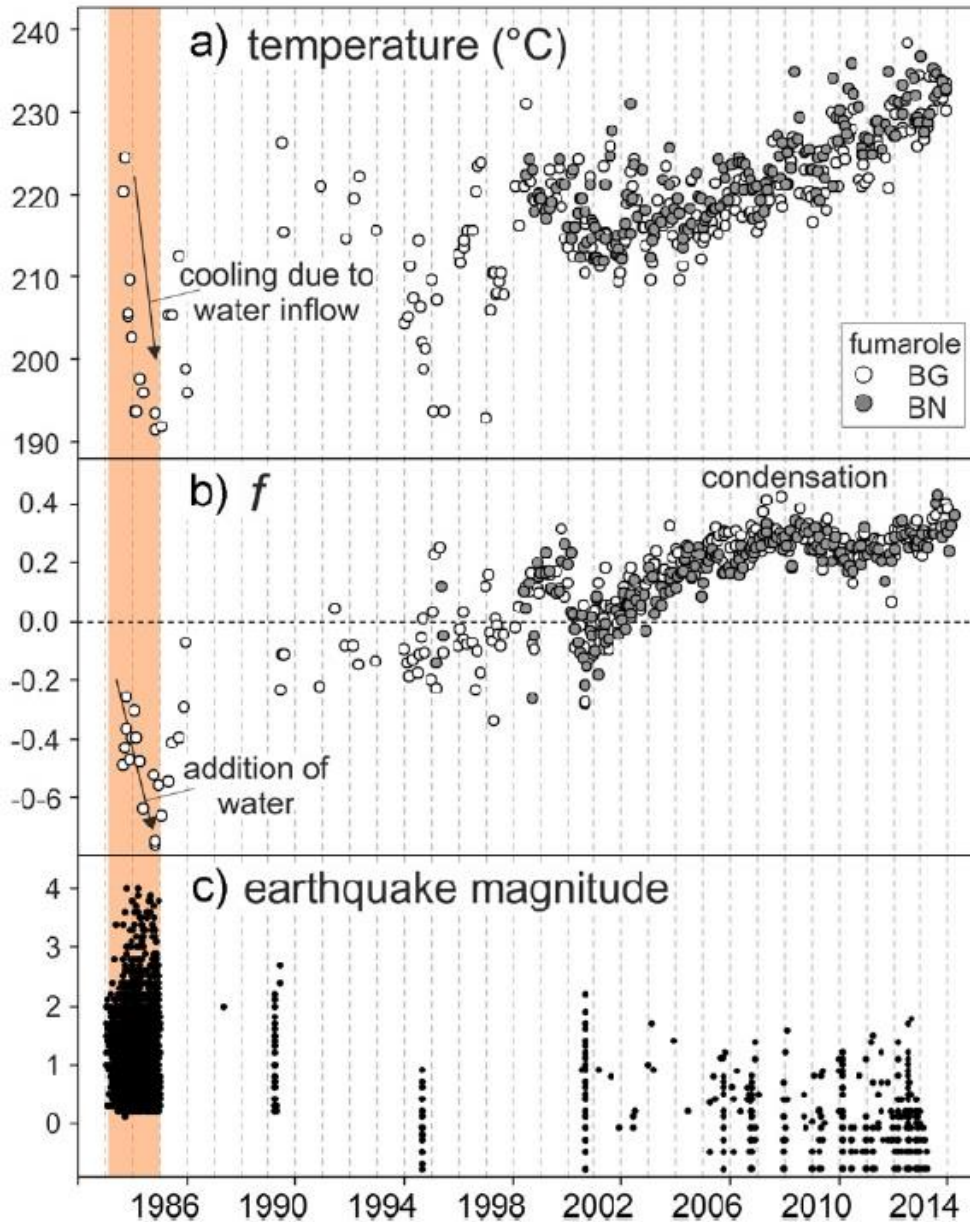 a) temperature (°C)
240
230
220
210
200
190
cooling due to
water inflow
fumarole
BG
BN
b) f
condensation
0.4
0.2
0.0
-0.2
-0.4
-0-6
addition of
water
c) earthquake magnitude
4
3
2
1
0
1986 1990 1994 1998 2002 2006 2010 2014